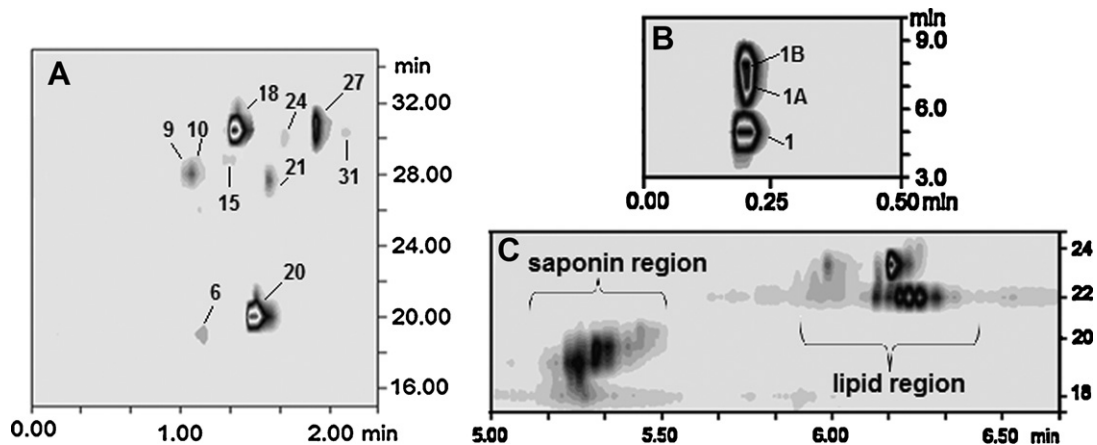 A
min
32.00
28.00
24.00
20.00
16.00
0.00 1.00 2.00 min
9 10 18 24 27
15 21 31
6 20
B
min
9.0
6.0
3.0
1B
1A
1
0.00 0.25 0.50 min
C
saponin region
lipid region
24
22
20
18
5.00 5.50 6.00 min 6.50